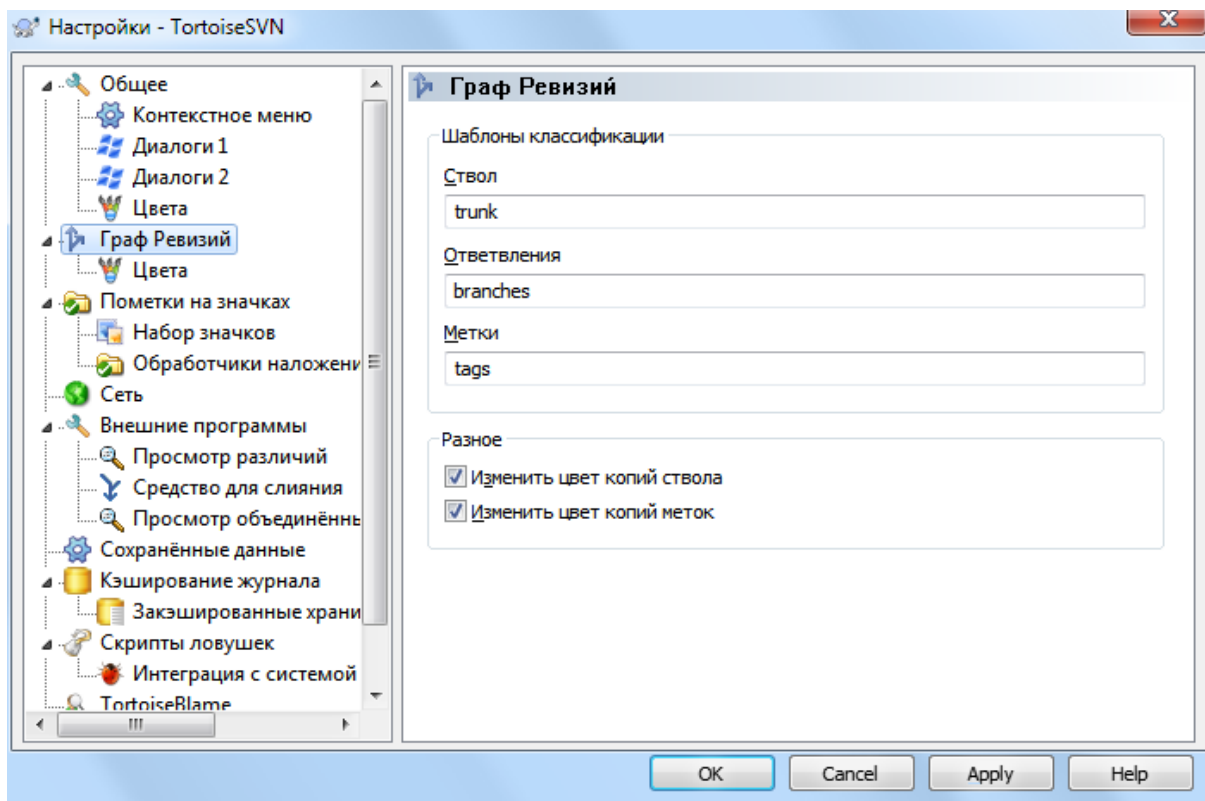 Настройки - TortoiseSVN
Общее
Контекстное меню
Диалоги 1
Диалоги 2
Цвета
Граф Ревизий
Цвета
Пометки на значках
Набор значков
Обработчики наложени
Сеть
Внешние программы
Просмотр различий
Средство для слияния
Просмотр объединённь
Сохранённые данные
Кэширование журнала
Закэшированные храни
Скрипты ловушек
Интеграция с системой
TortoiseBlame
Граф Ревизий
Шаблоны классификации
Ствол
trunk
Ответвления
branches
Метки
tags
Разное
Изменить цвет копий ствола
Изменить цвет копий меток
OK
Cancel
Apply
Help